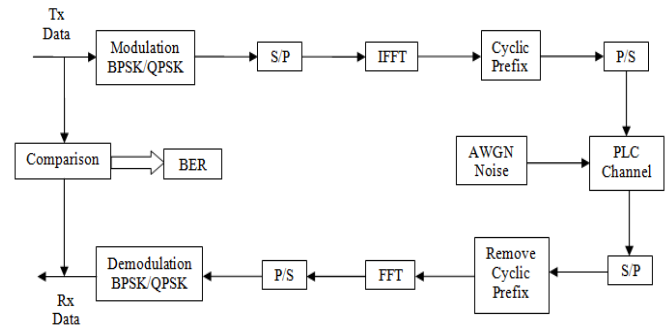 Tx
Data
Modulation
BPSK/QPSK
S/P
IFFT
Cyclic
Prefix
P/S
Comparison
BER
AWGN
Noise
PLC
Channel
Demodulation
BPSK/QPSK
P/S
FFT
Remove
Cyclic
Prefix
S/P
Rx
Data